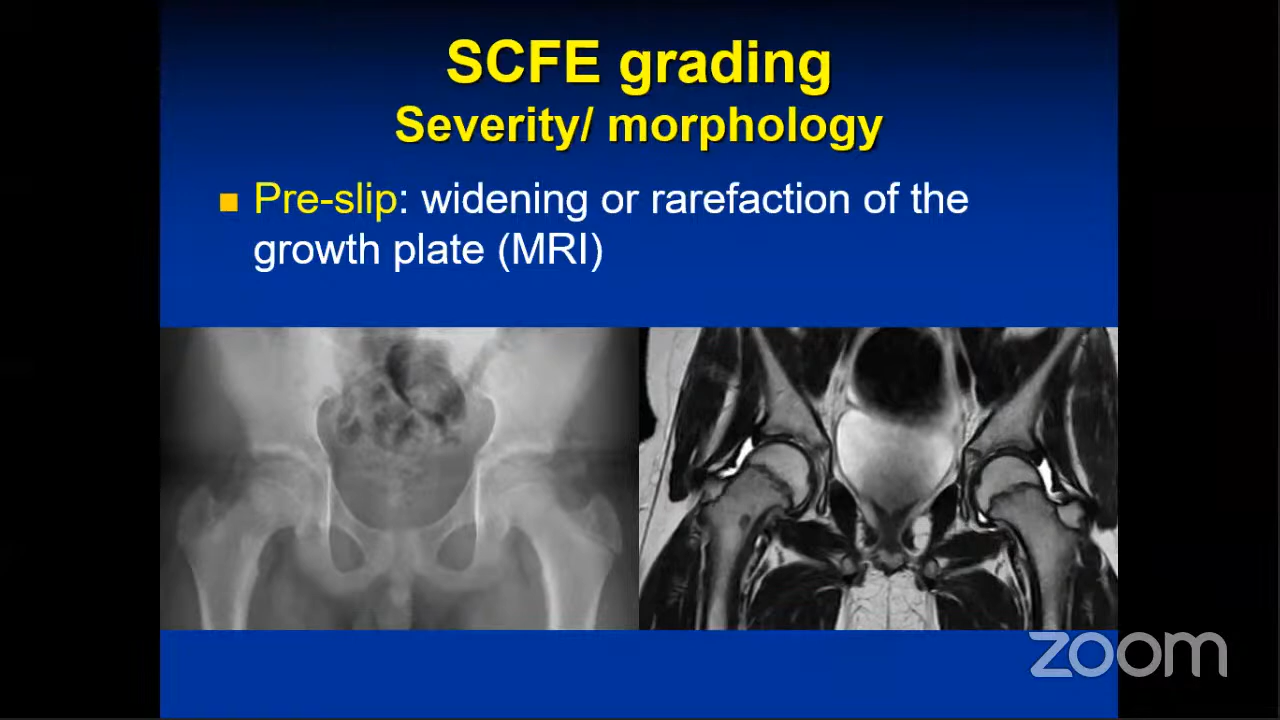 SCFE grading
Severity/ morphology
Pre-slip: widening or rarefaction of the
growth plate (MRI)
zoom